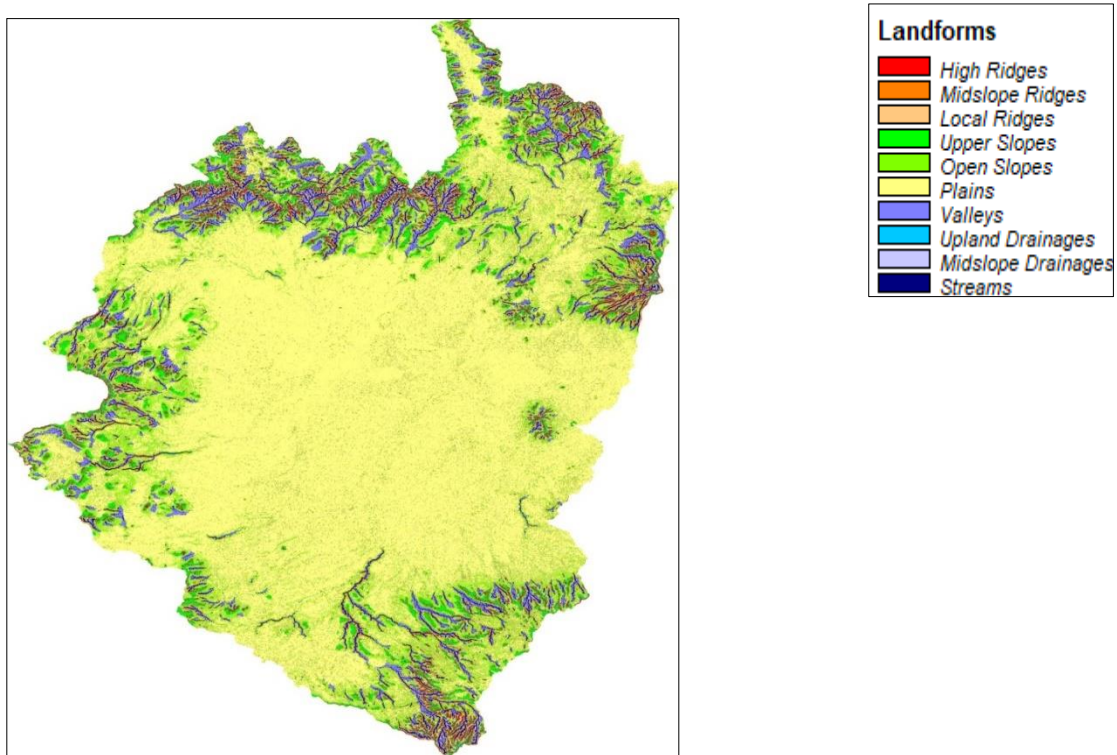 Landforms
High Ridges
Midslope Ridges
Local Ridges
Upper Slopes
Open Slopes
Plains
Valleys
Upland Drainages
Midslope Drainages
Streams